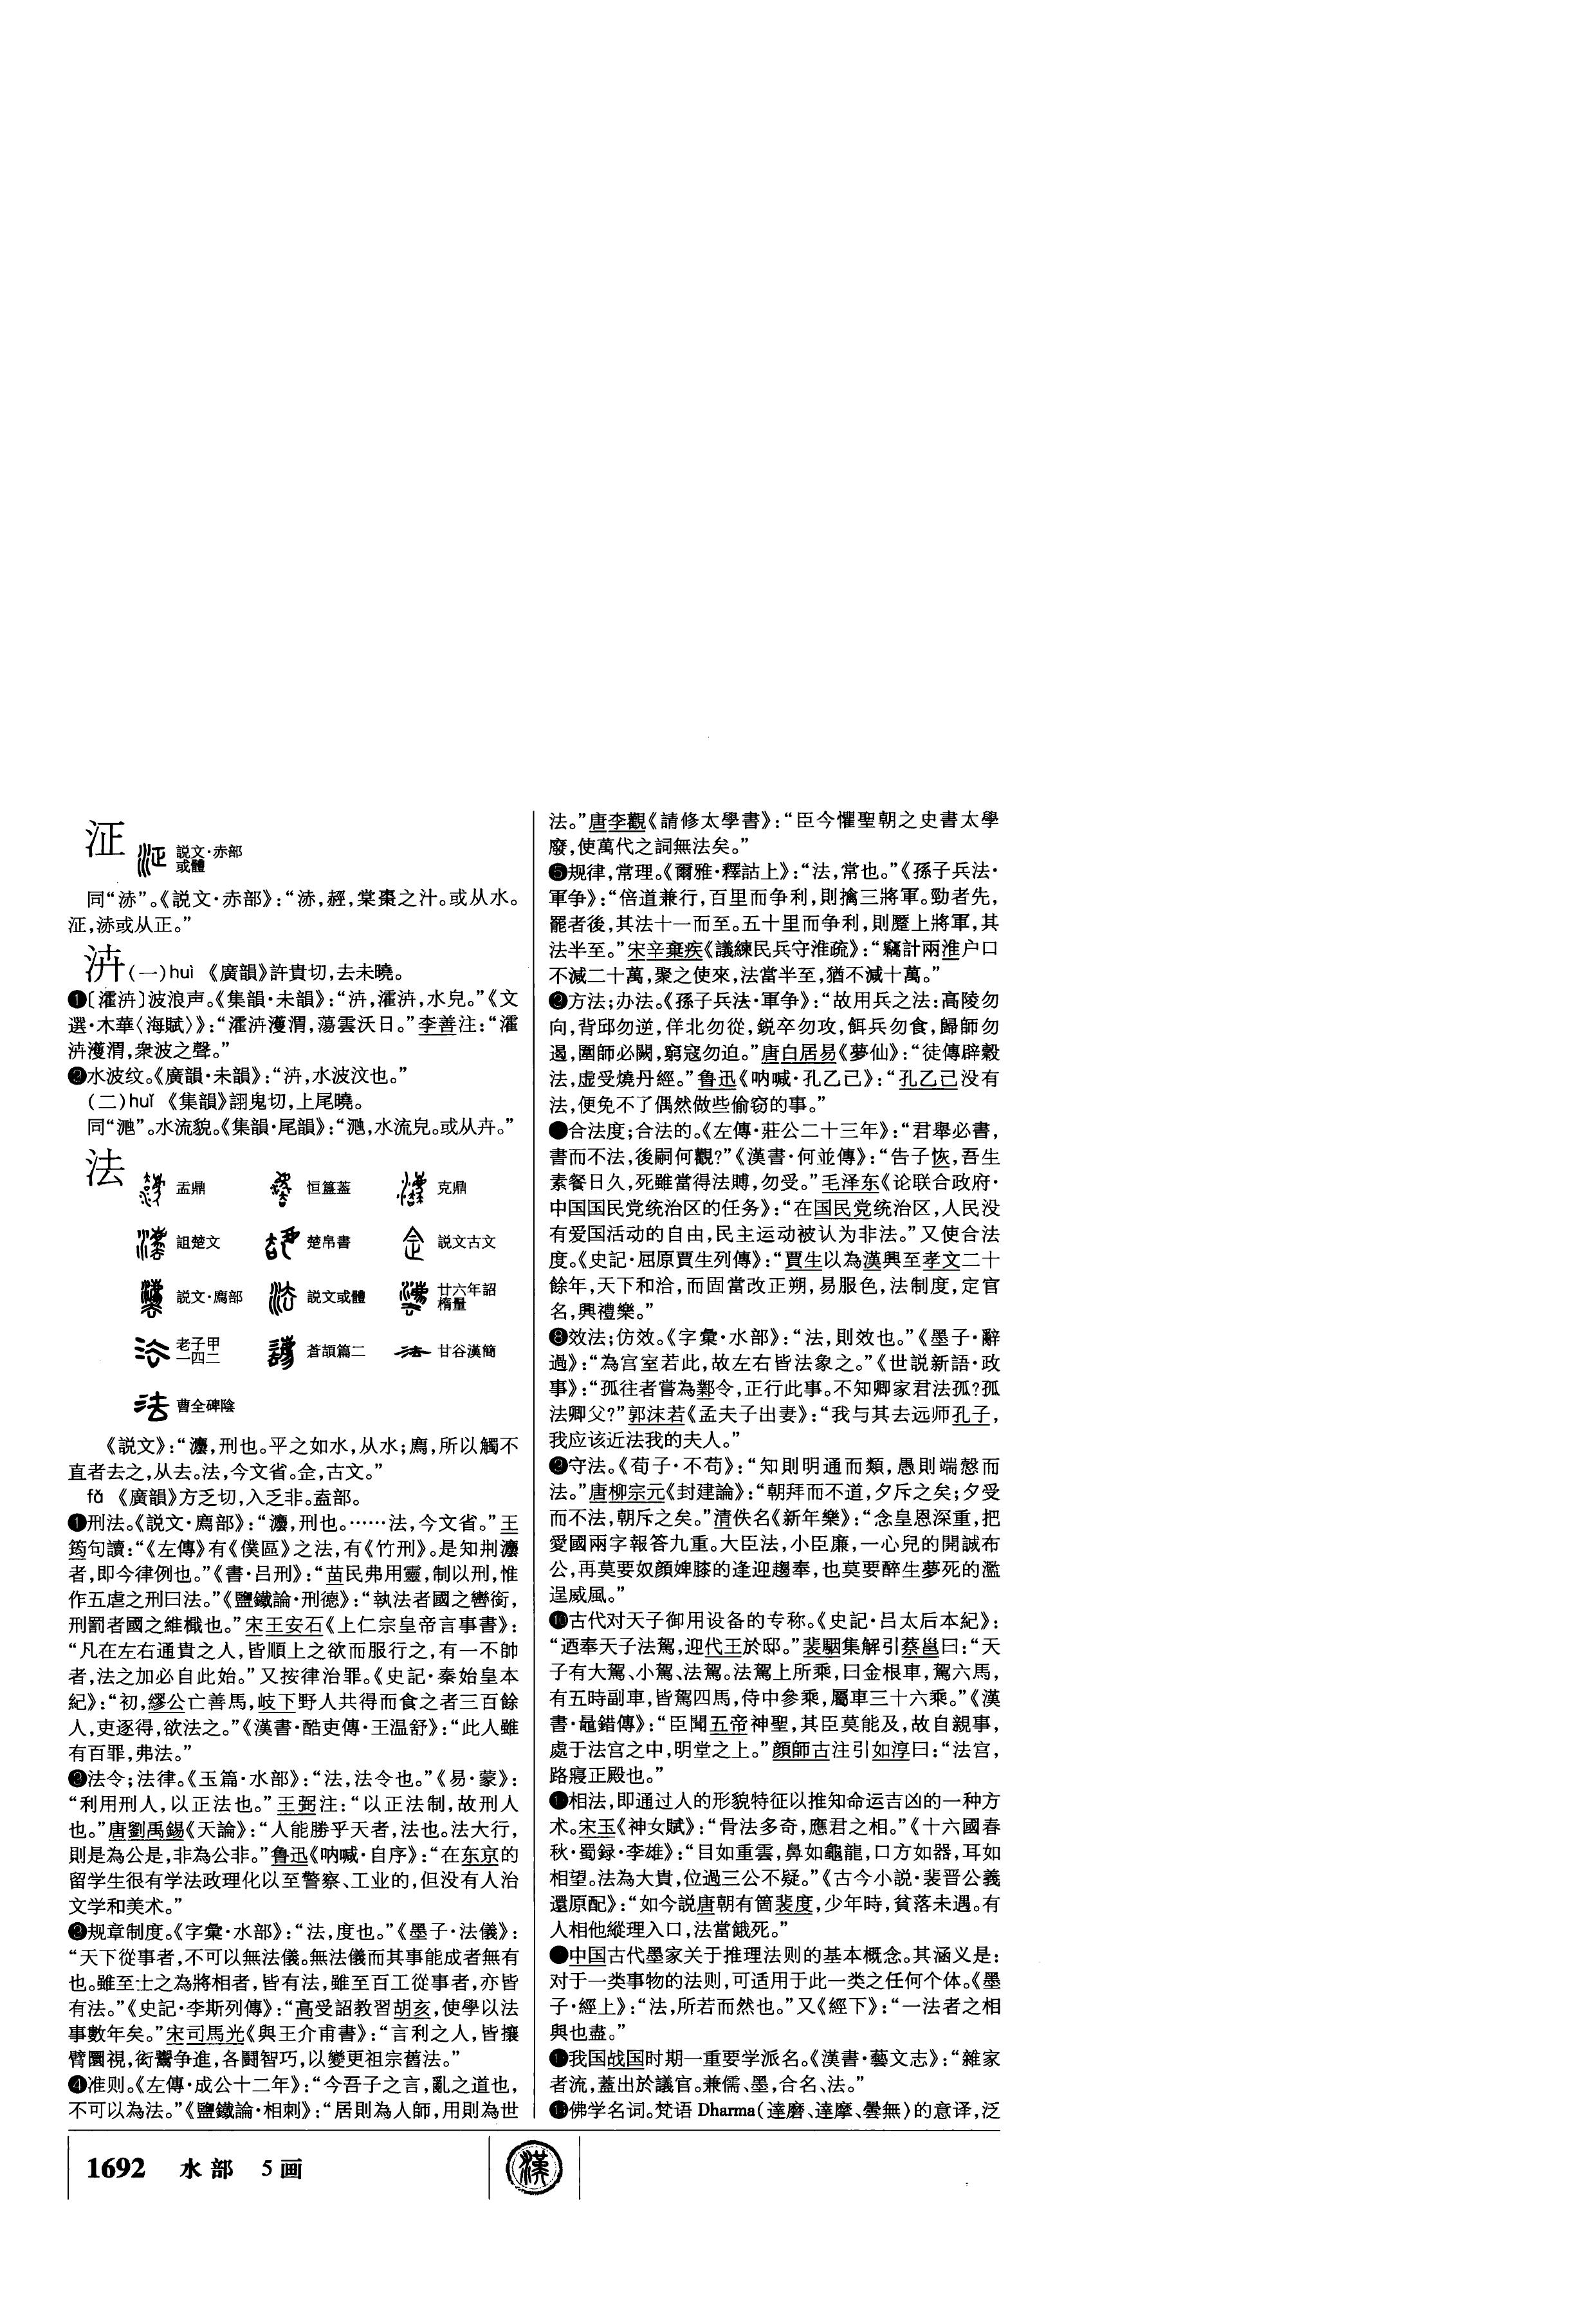 泟
説文·赤部
或體
同“浾”。《説文·赤部》：“浾，䞓，棠棗之汁。或从水。
泟，浾或从正。”
泋(一)huì 《廣韻》許貴切，去未曉。
❶〔濯泋〕波浪声。《集韻·未韻》：“泋，濯泋，水皃。”《文
選·木華〈海賦〉》：“濯泋濩渭，蕩雲沃日。”李善注：“濯
泋濩渭，衆波之聲。”
❷水波纹。《廣韻·未韻》：“泋，水波汶也。”
(二)huǐ 《集韻》詡鬼切，上尾曉。
同“浘”。水流貌。《集韻·尾韻》：“，水流皃。或从卉。”
法
盂鼎 恒簋蓋 克鼎
詛楚文 楚帛書 説文古文
説文·廌部 説文或體 廿六年詔
橢量
老子甲
一四二 蒼頡篇二 甘谷漢簡
曹全碑陰
《説文》：“灋，刑也。平之如水，从水；廌，所以觸不
直者去之，从去。法，今文省。佱，古文。”
fǎ 《廣韻》方乏切，入乏非。盍部。
❶刑法。《説文·廌部》：“灋，刑也。……法，今文省。”王
筠句讀：“《左傳》有《僕區》之法，有《竹刑》。是知刑灋
者，即今律例也。”《書·吕刑》：“苗民弗用靈，制以刑，惟
作五虐之刑曰法。”《鹽鐵論·刑德》：“執法者國之轡銜，
刑罰者國之維檝也。”宋王安石《上仁宗皇帝言事書》：
“凡在左右通貴之人，皆順上之欲而服行之，有一不帥
者，法之加必自此始。”又按律治罪。《史記·秦始皇本
紀》：“初，繆公亡善馬，岐下野人共得而食之者三百餘
人，吏逐得，欲法之。”《漢書·酷吏傳·王温舒》：“此人雖
有百罪，弗法。”
❷法令；法律。《玉篇·水部》：“法，法令也。”《易·蒙》：
“利用刑人，以正法也。”王弼注：“以正法制，故刑人
也。”唐劉禹錫《天論》：“人能勝乎天者，法也。法大行，
則是為公是，非為公非。”鲁迅《呐喊·自序》：“在东京的
留学生很有学法政理化以至警察、工业的，但没有人治
文学和美术。”
❸规章制度。《字彙·水部》：“法，度也。”《墨子·法儀》：
“天下從事者，不可以無法儀。無法儀而其事能成者無有
也。雖至士之為將相者，皆有法，雖至百工從事者，亦皆
有法。”《史記·李斯列傳》：“高受詔教習胡亥，使學以法
事數年矣。”宋司馬光《與王介甫書》：“言利之人，皆攘
臂圜視，衒鬻争進，各鬭智巧，以變更祖宗舊法。”
❹准则。《左傳·成公十二年》：“今吾子之言，亂之道也，
不可以為法。”《鹽鐵論·相刺》：“居則為人師，用則為世
法。”唐李觀《請修太學書》：“臣今懼聖朝之史書太學
廢，使萬代之詞無法矣。”
❺规律，常理。《爾雅·釋詁上》：“法，常也。”《孫子兵法·
軍争》：“倍道兼行，百里而争利，則擒三將軍。勁者先，
罷者後，其法十一而至。五十里而争利，則蹷上將軍，其
法半至。”宋辛棄疾《議練民兵守淮疏》：“竊計兩淮户口
不減二十萬，聚之使來，法當半至，猶不減十萬。”
❻方法；办法。《孫子兵法·軍争》：“故用兵之法：高陵勿
向，背邱勿逆，佯北勿從，鋭卒勿攻，餌兵勿食，歸師勿
遏，圍師必闕，窮寇勿迫。”唐白居易《夢仙》：“徒傳辟穀
法，虚受燒丹經。”鲁迅《呐喊·孔乙己》：“孔乙己没有
法，便免不了偶然做些偷窃的事。”
●合法度；合法的。《左傳·莊公二十三年》：“君舉必書，
書而不法，後嗣何觀？”《漢書·何並傳》：“告子恢，吾生
素餐日久，死雖當得法賻，勿受。”毛泽东《论联合政府·
中国国民党统治区的任务》：“在国民党统治区，人民没
有爱国活动的自由，民主运动被认为非法。”又使合法
度。《史記·屈原賈生列傳》：“賈生以為漢興至孝文二十
餘年，天下和洽，而固當改正朔，易服色，法制度，定官
名，興禮樂。”
❽效法；仿效。《字彙·水部》：“法，則效也。”《墨子·辭
過》：“為宫室若此，故左右皆法象之。”《世説新語·政
事》：“孤往者嘗為鄴令，正行此事。不知卿家君法孤？孤
法卿父？”郭沫若《孟夫子出妻》：“我与其去远师孔子，
我应该近法我的夫人。”
❾守法。《荀子·不苟》：“知則明通而類，愚則端慤而
法。”唐柳宗元《封建論》：“朝拜而不道，夕斥之矣；夕受
而不法，朝斥之矣。”清佚名《新年樂》：“念皇恩深重，把
愛國兩字報答九重。大臣法，小臣廉，一心兒的開誠布
公，再莫要奴顔婢膝的逢迎趨奉，也莫要醉生夢死的濫
逞威風。”
❿古代对天子御用设备的专称。《史記·吕太后本紀》：
“迺奉天子法駕，迎代王於邸。”裴駰集解引蔡邕曰：“天
子有大駕、小駕、法駕。法駕上所乘，曰金根車，駕六馬，
有五時副車，皆駕四馬，侍中參乘，屬車三十六乘。”《漢
書·鼂錯傳》：“臣聞五帝神聖，其臣莫能及，故自親事，
處于法宫之中，明堂之上。”顔師古注引如淳曰：“法宫，
路寢正殿也。”
⓫相法，即通过人的形貌特征以推知命运吉凶的一种方
术。宋玉《神女賦》：“骨法多奇，應君之相。”《十六國春
秋·蜀録·李雄》：“目如重雲，鼻如龜龍，口方如器，耳如
相望。法為大貴，位過三公不疑。”《古今小説·裴晋公義
還原配》：“如今説唐朝有箇裴度，少年時，貧落未遇。有
人相他縱理入口，法當餓死。”
●中国古代墨家关于推理法则的基本概念。其涵义是：
对于一类事物的法则，可适用于此一类之任何个体。《墨
子·經上》：“法，所若而然也。”又《經下》：“一法者之相
與也盡。”
⓭我国战国时期一重要学派名。《漢書·藝文志》：“雜家
者流，蓋出於議官。兼儒、墨，合名、法。”
⓮佛学名词。梵语 Dharma（達磨、達摩、曇無）的意译，泛
1692 水部 5画
漢